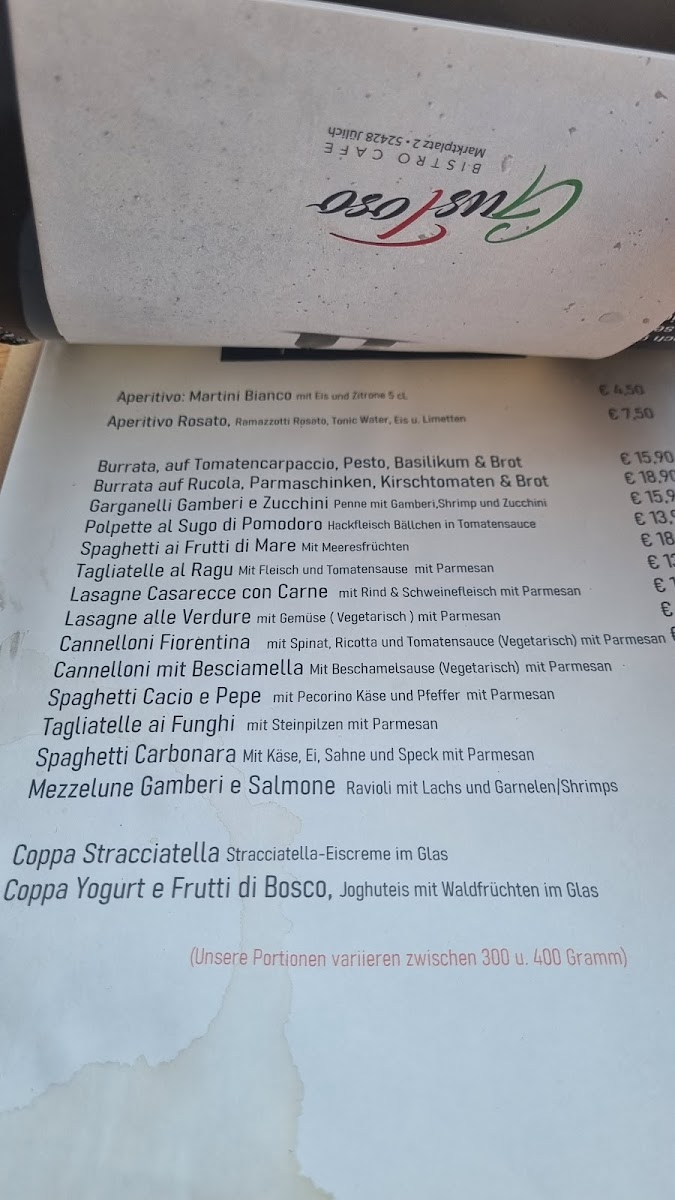 Gustoso
BISTRO CAFE
Marktplatz 2 • 52428 Jülich
Aperitivo: Martini Bianco mit Eis und Zitrone 5 cl. € 4,50
Aperitivo Rosato, Ramazzotti Rosato, Tonic Water, Eis u. Limetten € 7,50
Burrata, auf Tomatencarpaccio, Pesto, Basilikum & Brot € 15,90
Burrata auf Rucola, Parmaschinken, Kirschtomaten & Brot € 18,90
Garganelli Gamberi e Zucchini Penne mit Gamberi,Shrimp und Zucchini € 15,9
Polpette al Sugo di Pomodoro Hackfleisch Bällchen in Tomatensauce € 13,
Spaghetti ai Frutti di Mare Mit Meeresfrüchten € 18
Tagliatelle al Ragu Mit Fleisch und Tomatensause mit Parmesan € 1
Lasagne Casarecce con Carne mit Rind & Schweinefleisch mit Parmesan € 1
Lasagne alle Verdure mit Gemüse ( Vegetarisch ) mit Parmesan €
Cannelloni Fiorentina mit Spinat, Ricotta und Tomatensauce (Vegetarisch) mit Parmesan €
Cannelloni mit Besciamella Mit Beschamelsause (Vegetarisch) mit Parmesan
Spaghetti Cacio e Pepe mit Pecorino Käse und Pfeffer mit Parmesan
Tagliatelle ai Funghi mit Steinpilzen mit Parmesan
Spaghetti Carbonara Mit Käse, Ei, Sahne und Speck mit Parmesan
Mezzelune Gamberi e Salmone Ravioli mit Lachs und Garnelen/Shrimps
Coppa Stracciatella Stracciatella-Eiscreme im Glas
Coppa Yogurt e Frutti di Bosco, Joghuteis mit Waldfrüchten im Glas
(Unsere Portionen variieren zwischen 300 u. 400 Gramm)